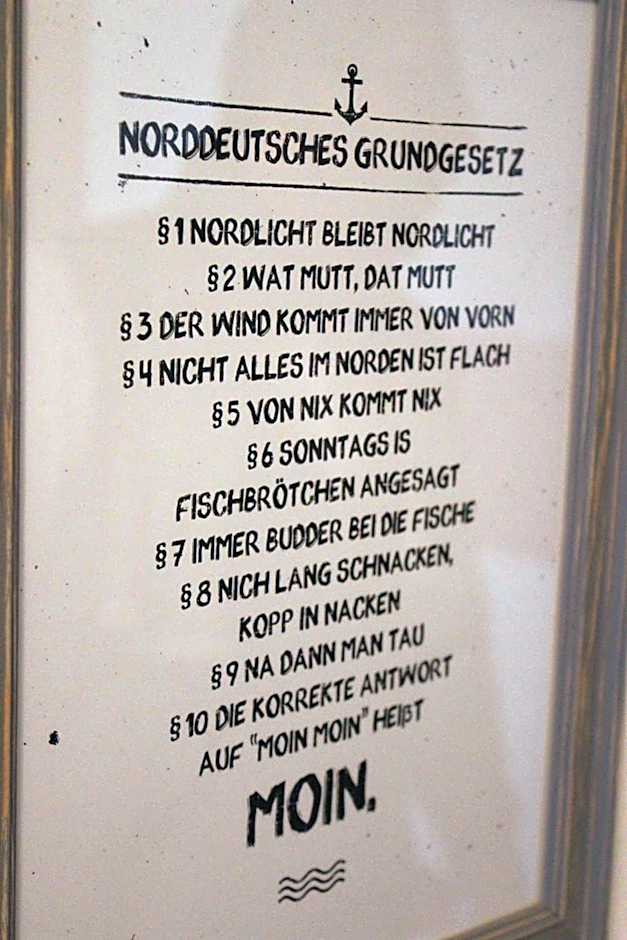 NORDDEUTSCHES GRUNDGESETZ
§1 NORDLICHT BLEIBT NORDLICHT
§2 WAT MUTT, DAT MUTT
§3 DER WIND KOMMT IMMER VON VORN
§4 NICHT ALLES IM NORDEN IST FLACH
§5 VON NIX KOMMT NIX
§6 SONNTAGS IS
FISCHBRÖTCHEN ANGESAGT
§7 IMMER BUDDER BEI DIE FISCHE
§8 NICH LANG SCHNACKEN,
KOPP IN NACKEN
§9 NA DANN MAN TAU
§10 DIE KORREKTE ANTWORT
AUF "MOIN MOIN" HEIßT
MOIN.